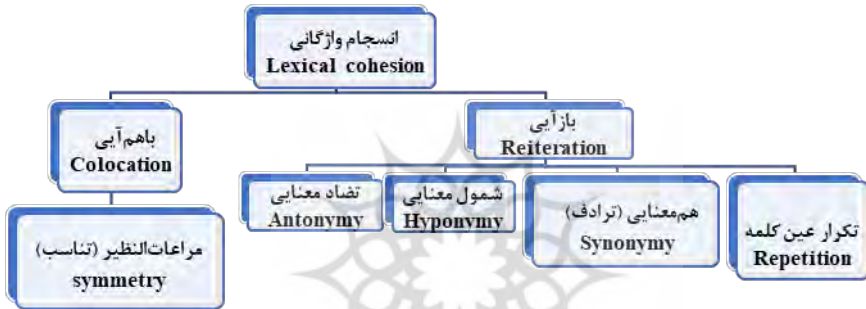 انسجام واژگانی
Lexical cohesion
بازآیی
Reiteration
باهم‌آیی
Colocation
تکرار عین کلمه
Repetition
هم‌معنایی (ترادف)
Synonymy
شمول معنایی
Hyponymy
تضاد معنایی
Antonymy
مراعات‌النظیر (تناسب)
symmetry